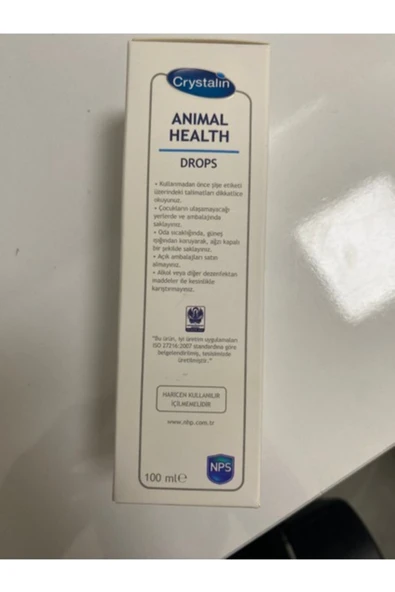 Crystalin
ANIMAL
HEALTH
DROPS
• Kullanmadan önce şişe etiketi
üzerindeki talimatları dikkatlice
okuyunuz.
• Çocukların ulaşamayacağı
yerlerde ve ambalajında
saklayınız.
• Oda sıcaklığında, güneş
ışığından koruyarak, ağzı kapalı
bir şekilde saklayınız.
• Açık ambalajları satın
almayınız.
• Alkol veya diğer dezenfektan
maddeler ile kesinlikle
karıştırmayınız.
"Bu ürün, iyi üretim uygulamaları
ISO 22716:2007 standardına göre
belgelendirilmiş, tesisimizde
üretilmiştir."
HARİCEN KULLANILIR
İÇİLMEMELİDİR
www.nhp.com.tr
100 ml℮
NPS